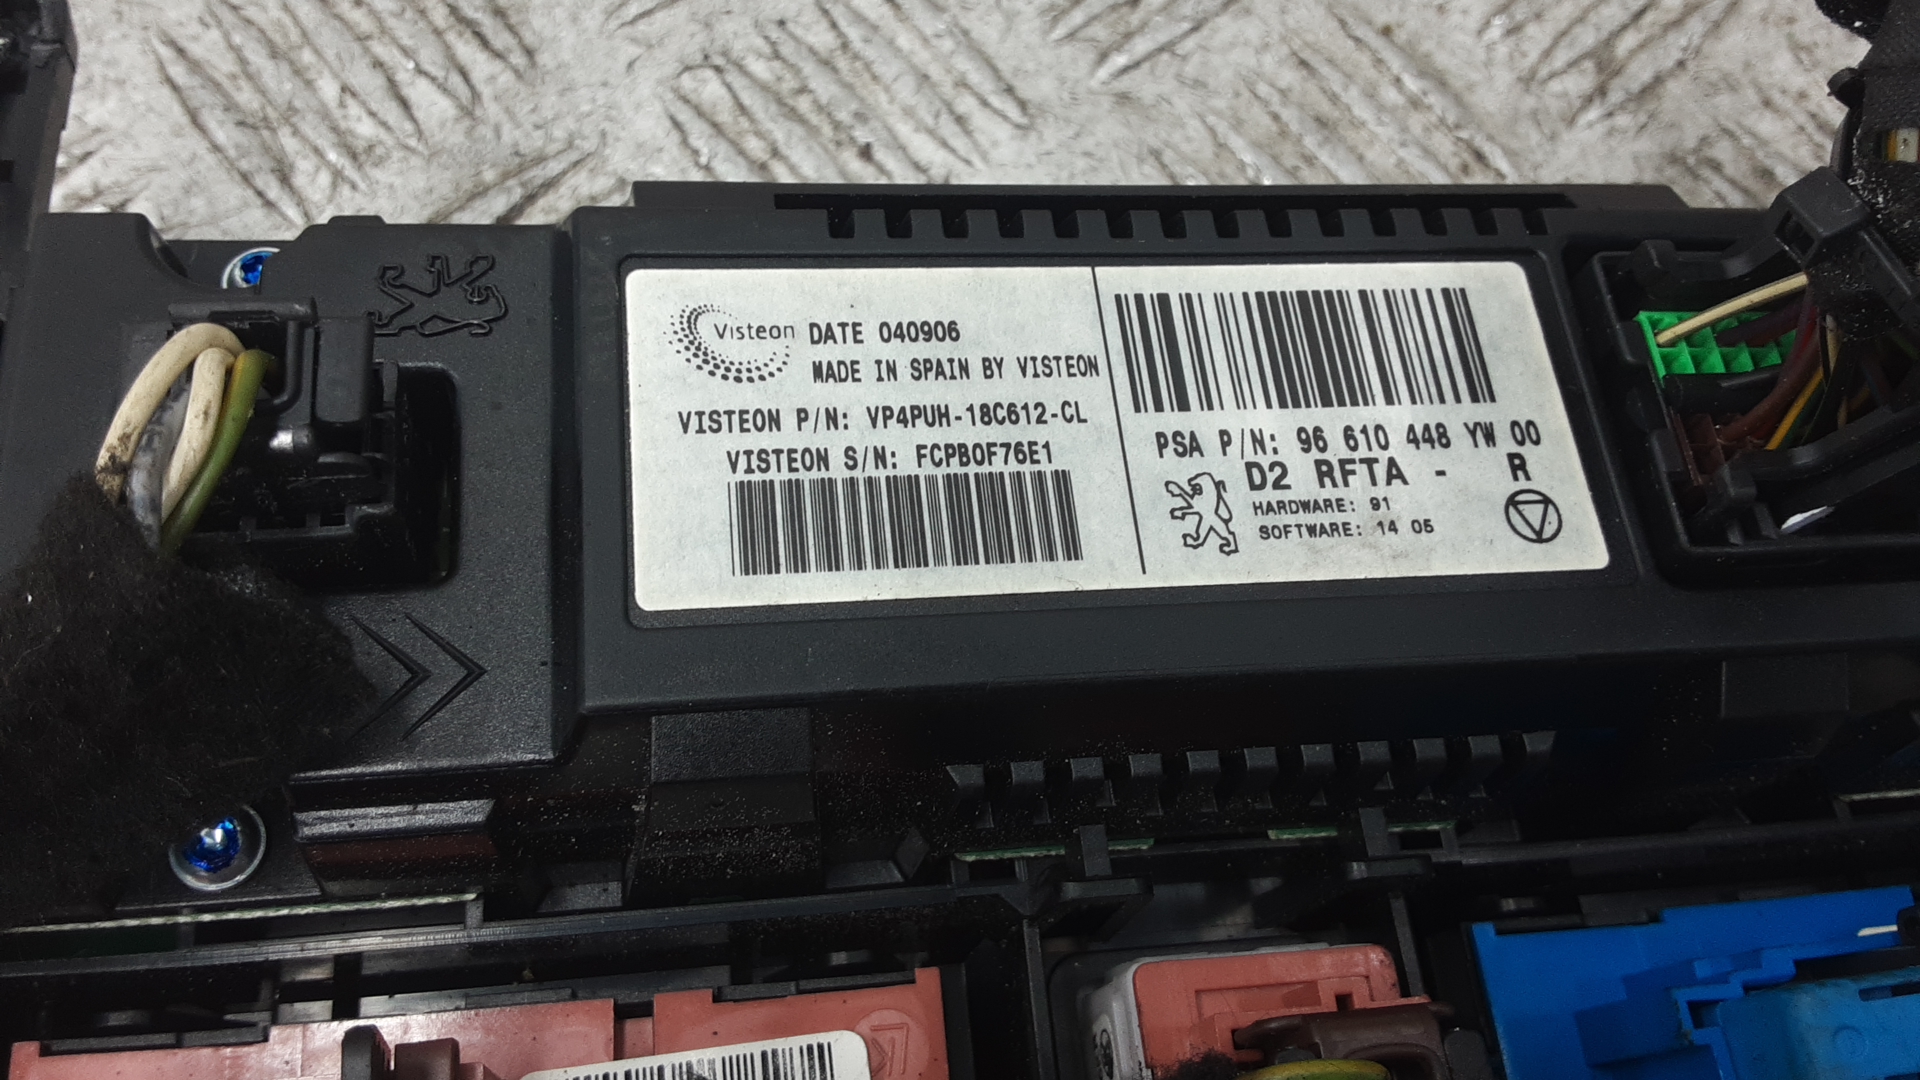 Visteon DATE 040906
MADE IN SPAIN BY VISTEON
VISTEON P/N: VP4PUH-18C612-CL
VISTEON S/N: FCPB0F76E1
PSA P/N: 96 610 448 YW 00
D2 RFTA - R
HARDWARE: 91
SOFTWARE: 14 05